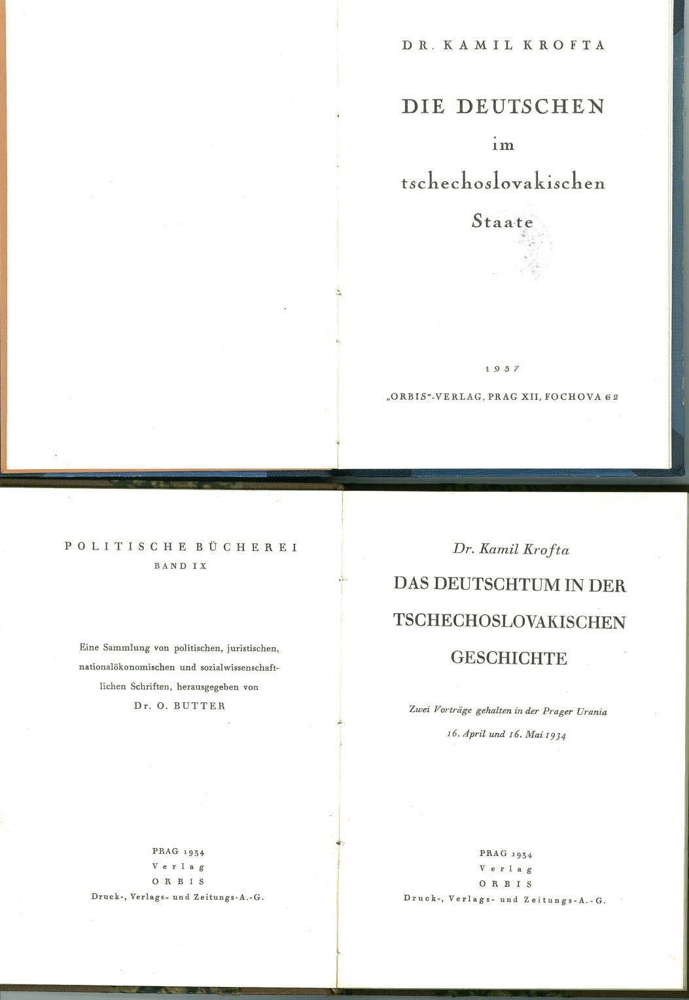 DR. KAMIL KROFTA
DIE DEUTSCHEN
im
tschechoslovakischen
Staate
1937
„ORBIS“-VERLAG, PRAG XII, FOCHOVA 62
POLITISCHE BÜCHEREI
BAND IX
Eine Sammlung von politischen, juristischen,
nationalökonomischen und sozialwissenschaft-
lichen Schriften, herausgegeben von
Dr. O. BUTTER
PRAG 1934
Verlag
ORBIS
Druck-, Verlags- und Zeitungs-A.-G.
Dr. Kamil Krofta
DAS DEUTSCHTUM IN DER
TSCHECHOSLOVAKISCHEN
GESCHICHTE
Zwei Vorträge gehalten in der Prager Urania
16. April und 16. Mai 1934
PRAG 1934
Verlag
ORBIS
Druck-, Verlags- und Zeitungs-A.-G.